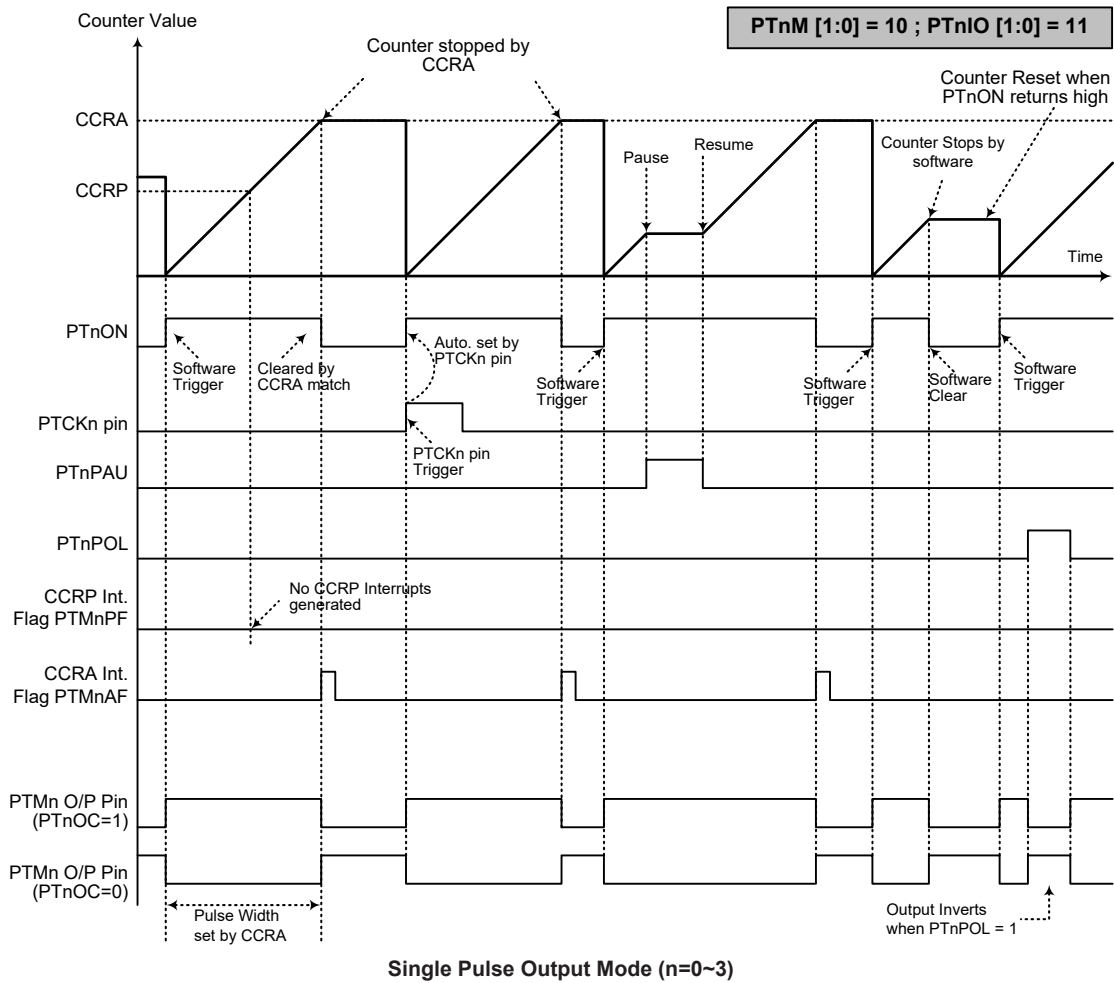 Counter Value
PTnM [1:0] = 10 ; PTnIO [1:0] = 11
Counter stopped by
CCRA
Counter Reset when
PTnON returns high
CCRA
CCRP
Pause
Resume
Counter Stops by
software
Time
PTnON
Software
Trigger
Cleared by
CCRA match
Auto. set by
PTCKn pin
Software
Trigger
Software
Trigger
Software
Clear
Software
Trigger
PTCKn pin
PTCKn pin
Trigger
PTnPAU
PTnPOL
CCRP Int.
Flag PTMnPF
No CCRP Interrupts
generated
CCRA Int.
Flag PTMnAF
PTMn O/P Pin
(PTnOC=1)
PTMn O/P Pin
(PTnOC=0)
Pulse Width
set by CCRA
Output Inverts
when PTnPOL = 1
Single Pulse Output Mode (n=0~3)